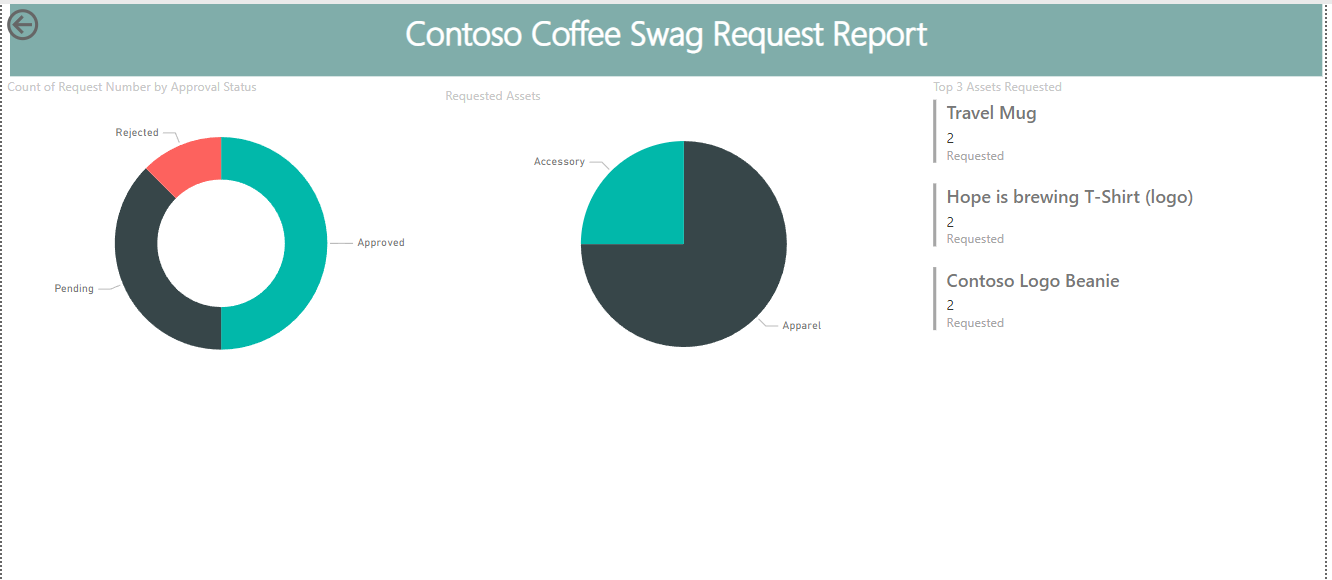 Contoso Coffee Swag Request Report
Count of Request Number by Approval Status
Rejected
Approved
Pending
Requested Assets
Accessory
Apparel
Top 3 Assets Requested
Travel Mug
2
Requested
Hope is brewing T-Shirt (logo)
2
Requested
Contoso Logo Beanie
2
Requested